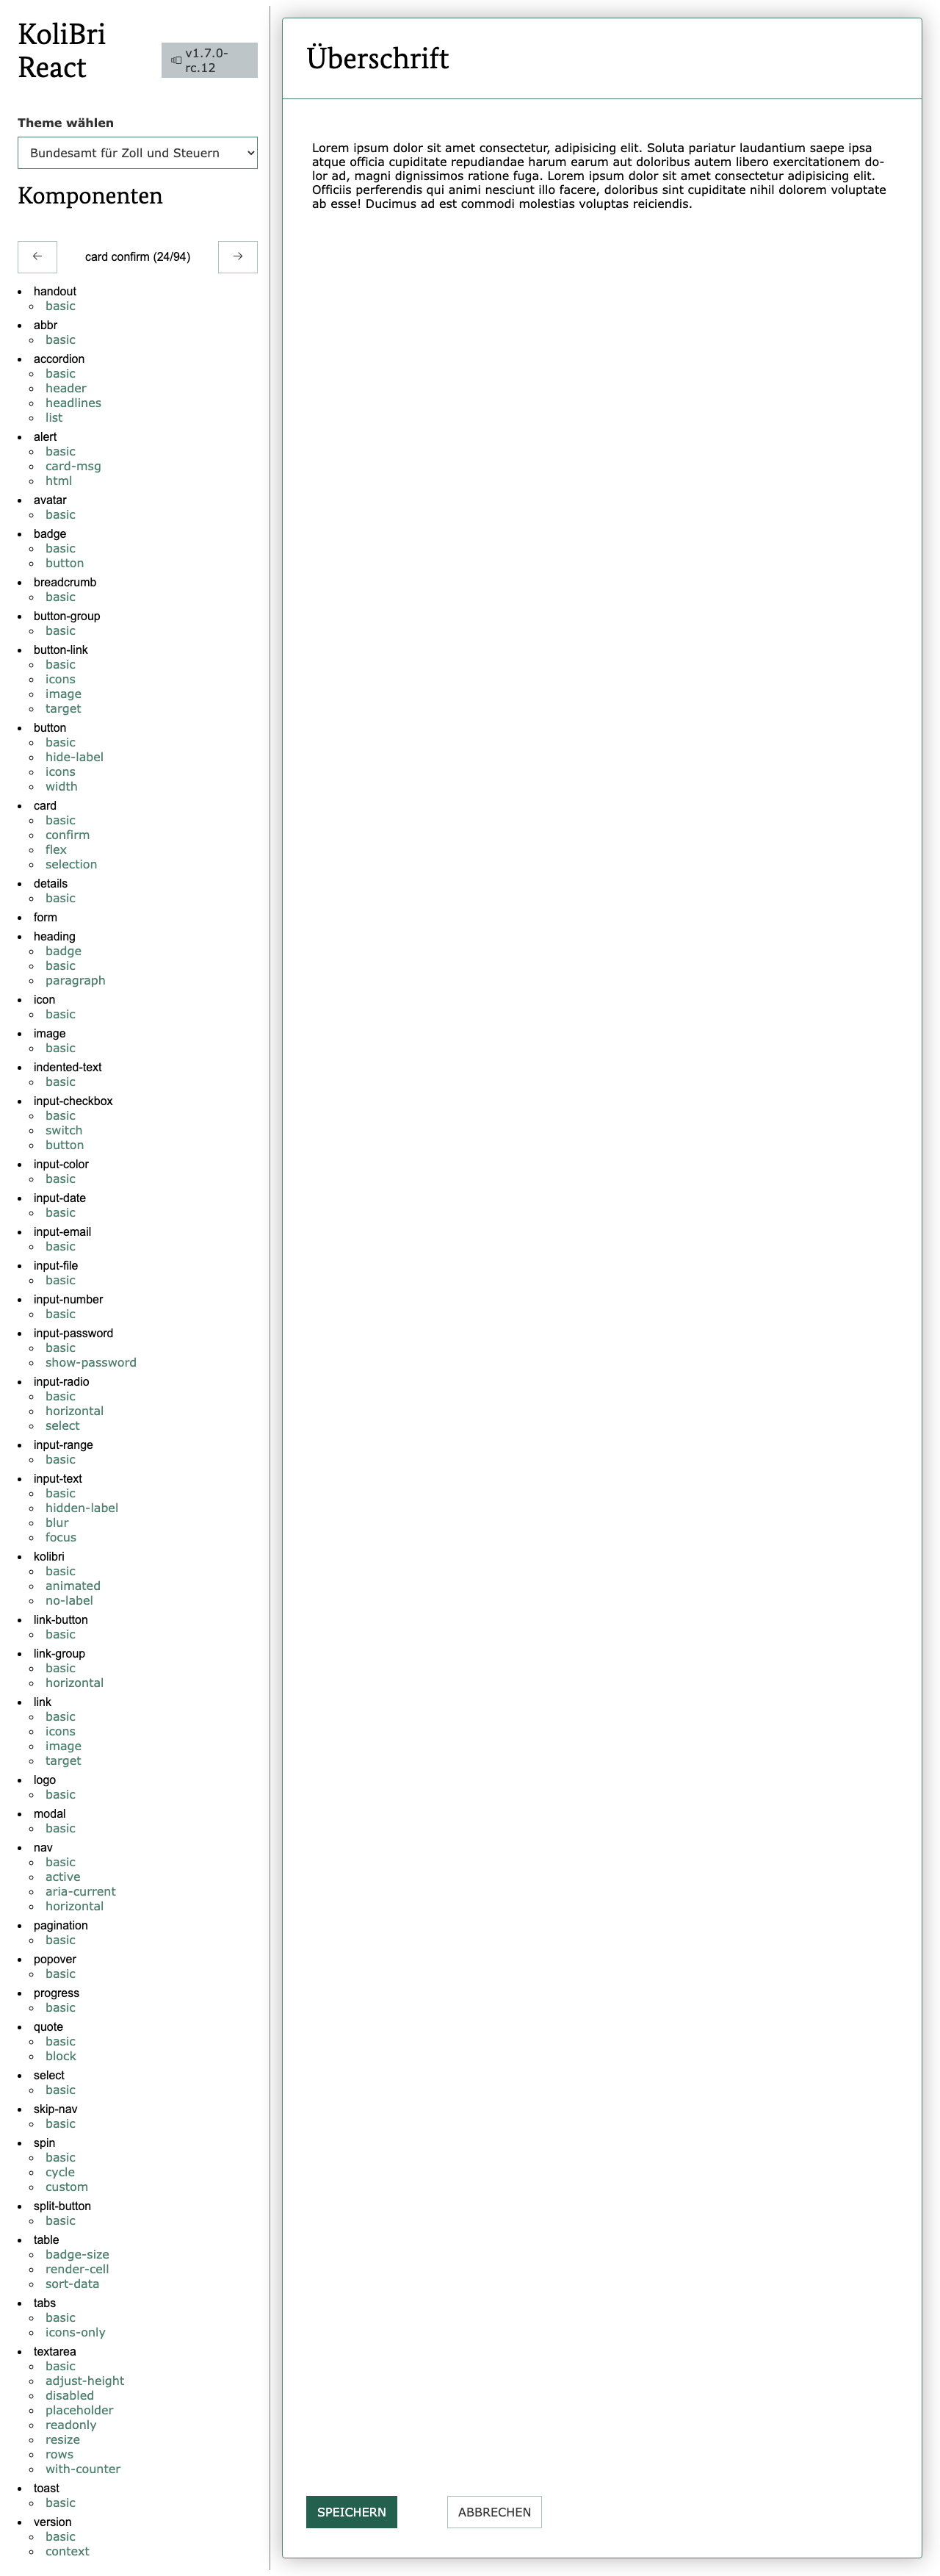 KoliBri
React
v1.7.0-
rc.12
Theme wählen
Bundesamt für Zoll und Steuern
Komponenten
← card confirm (24/94) →
handout
basic
abbr
basic
accordion
basic
header
headlines
list
alert
basic
card-msg
html
avatar
basic
badge
basic
button
breadcrumb
basic
button-group
basic
button-link
basic
icons
image
target
button
basic
hide-label
icons
width
card
basic
confirm
flex
selection
details
basic
form
heading
badge
basic
paragraph
icon
basic
image
basic
indented-text
basic
input-checkbox
basic
switch
button
input-color
basic
input-date
basic
input-email
basic
input-file
basic
input-number
basic
input-password
basic
show-password
input-radio
basic
horizontal
select
input-range
basic
input-text
basic
hidden-label
blur
focus
kolibri
basic
animated
no-label
link-button
basic
link-group
basic
horizontal
link
basic
icons
image
target
logo
basic
modal
basic
nav
basic
active
aria-current
horizontal
pagination
basic
popover
basic
progress
basic
quote
basic
block
select
basic
skip-nav
basic
spin
basic
cycle
custom
split-button
basic
table
badge-size
render-cell
sort-data
tabs
basic
icons-only
textarea
basic
adjust-height
disabled
placeholder
readonly
resize
rows
with-counter
toast
basic
version
basic
context
Überschrift
Lorem ipsum dolor sit amet consectetur, adipisicing elit. Soluta pariatur laudantium saepe ipsa
atque officia cupiditate repudiandae harum earum aut doloribus autem libero exercitationem do-
lor ad, magni dignissimos ratione fuga. Lorem ipsum dolor sit amet consectetur adipisicing elit.
Officiis perferendis qui animi nesciunt illo facere, doloribus sint cupiditate nihil dolorem voluptate
ab esse! Ducimus ad est commodi molestias voluptas reiciendis.
SPEICHERN ABBRECHEN